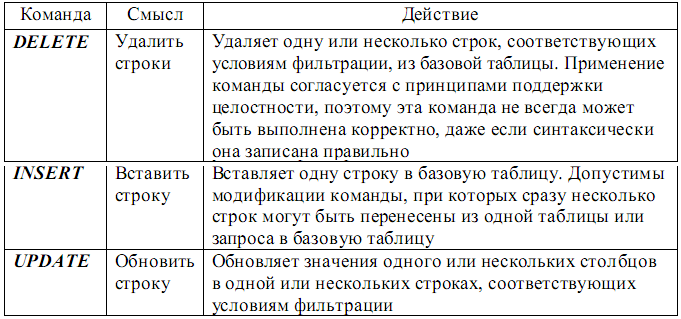 Команда Смысл Действие
DELETE Удалить Удаляет одну или несколько строк, соответствующих
строки условиям фильтрации, из базовой таблицы. Применение
команды согласуется с принципами поддержки
целостности, поэтому эта команда не всегда может
быть выполнена корректно, даже если синтаксически
она записана правильно
INSERT Вставить Вставляет одну строку в базовую таблицу. Допустимы
строку модификации команды, при которых сразу несколько
строк могут быть перенесены из одной таблицы или
запроса в базовую таблицу
UPDATE Обновить Обновляет значения одного или нескольких столбцов
строку в одной или нескольких строках, соответствующих
условиям фильтрации